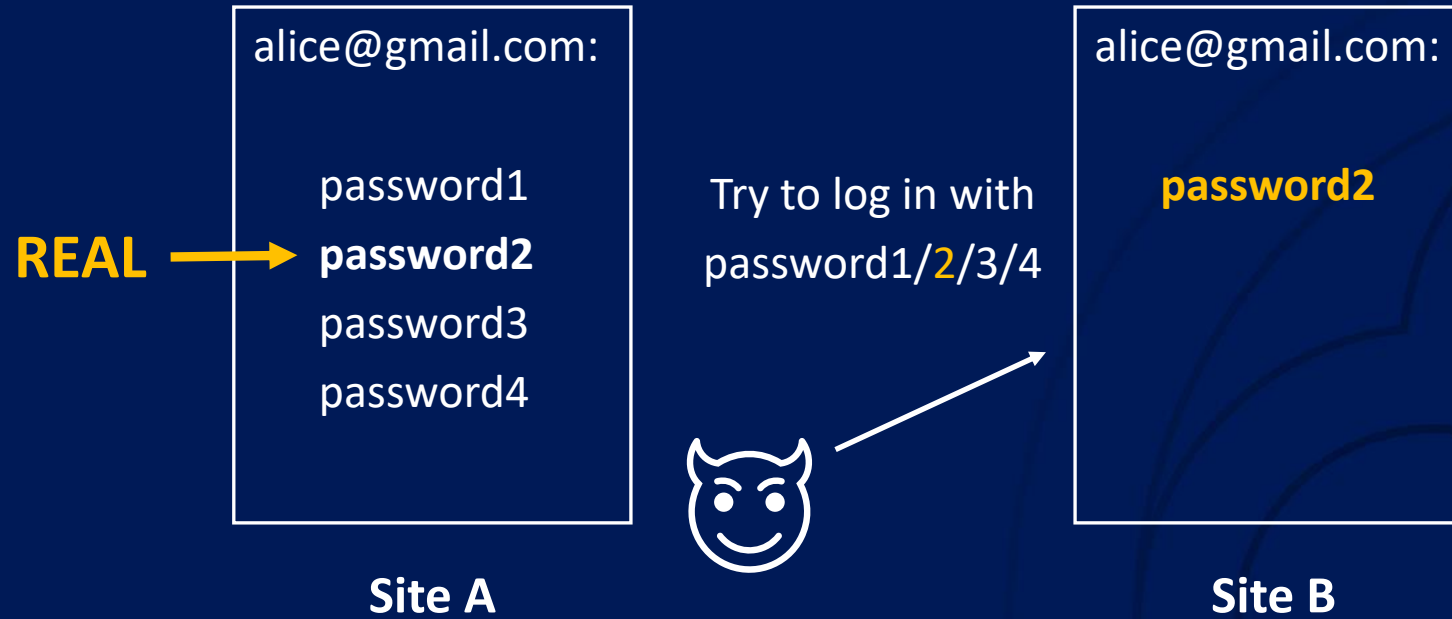 alice@gmail.com:
password1
REAL
password2
password3
password4
Site A
Try to log in with
password1/2/3/4
alice@gmail.com:
password2
Site B